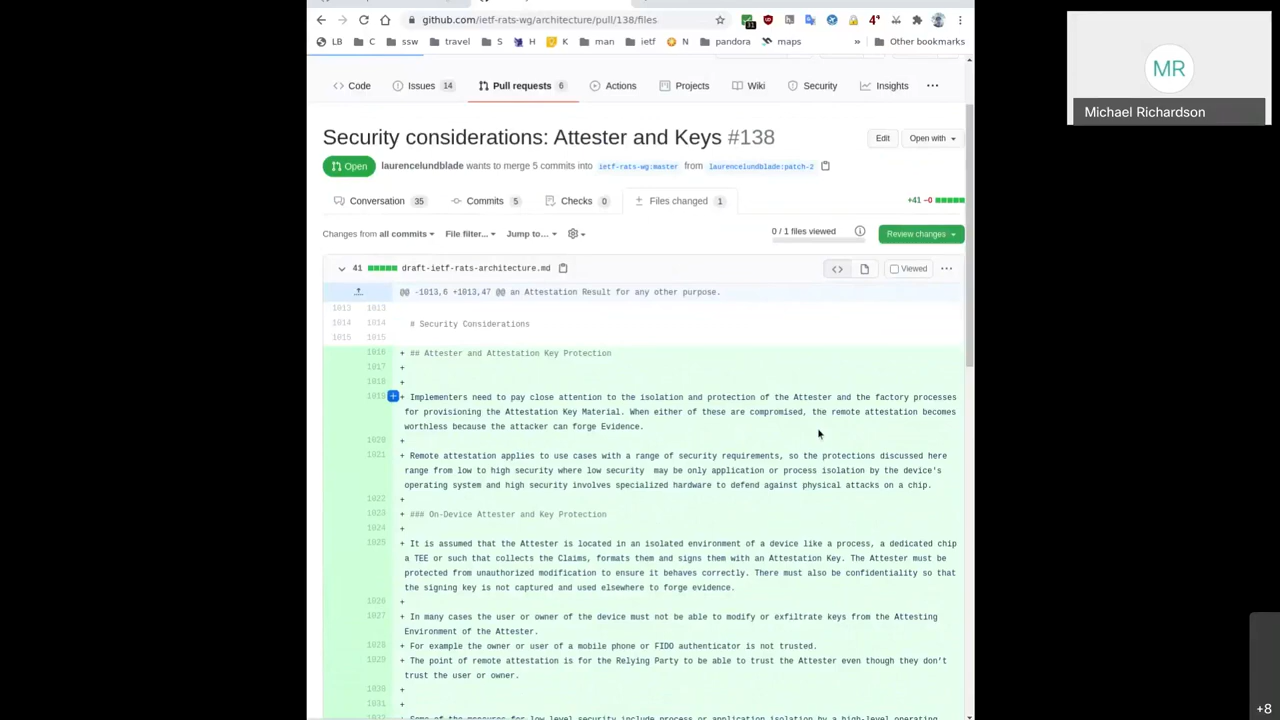 github.com/ietf-rats-wg/architecture/pull/138/files
LB C ssw travel S H K man ietf N pandora maps » Other bookmarks
Code Issues 14 Pull requests 6 Actions Projects Wiki Security Insights
Security considerations: Attester and Keys #138
Edit Open with
Open laurencelundblade wants to merge 5 commits into ietf-rats-wg:master from laurencelundblade:patch-2
Conversation 35 Commits 5 Checks 0 Files changed 1 +41 −0
Changes from all commits File filter... Jump to... 0 / 1 files viewed Review changes
41 draft-ietf-rats-architecture.md Viewed
@@ -1013,6 +1013,47 @@ an Attestation Result for any other purpose.
1013 1013
1014 1014 # Security Considerations
1015 1015
1016 + ## Attester and Attestation Key Protection
1017 +
1018 +
1019 + Implementers need to pay close attention to the isolation and protection of the Attester and the factory processes
for provisioning the Attestation Key Material. When either of these are compromised, the remote attestation becomes
worthless because the attacker can forge Evidence.
1020 +
1021 + Remote attestation applies to use cases with a range of security requirements, so the protections discussed here
range from low to high security where low security  may be only application or process isolation by the device's
operating system and high security involves specialized hardware to defend against physical attacks on a chip.
1022 +
1023 + ### On-Device Attester and Key Protection
1024 +
1025 + It is assumed that the Attester is located in an isolated environment of a device like a process, a dedicated chip
a TEE or such that collects the Claims, formats them and signs them with an Attestation Key. The Attester must be
protected from unauthorized modification to ensure it behaves correctly. There must also be confidentiality so that
the signing key is not captured and used elsewhere to forge evidence.
1026 +
1027 + In many cases the user or owner of the device must not be able to modify or exfiltrate keys from the Attesting
Environment of the Attester.
1028 + For example the owner or user of a mobile phone or FIDO authenticator is not trusted.
1029 + The point of remote attestation is for the Relying Party to be able to trust the Attester even though they don't
trust the user or owner.
1030 +
1031 +
1032 + Some of the measures for low level security include process or application isolation by a high-level operating
MR
Michael Richardson
+8